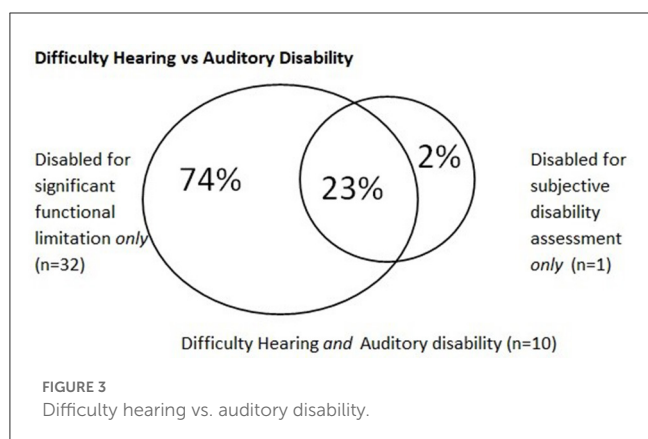 Difficulty Hearing vs Auditory Disability
Disabled for
significant
functional
limitation only
(n=32)
74%
23%
2%
Disabled for
subjective
disability
assessment
only (n=1)
Difficulty Hearing and Auditory disability (n=10)
FIGURE 3
Difficulty hearing vs. auditory disability.